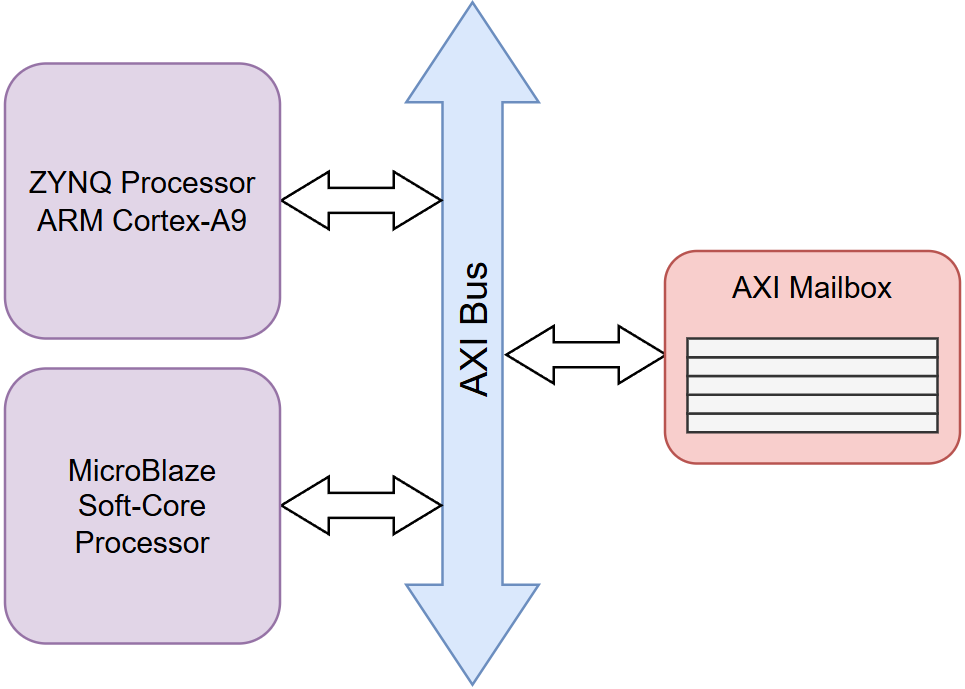 ZYNQ Processor
ARM Cortex-A9
AXI Bus
AXI Mailbox
MicroBlaze
Soft-Core
Processor